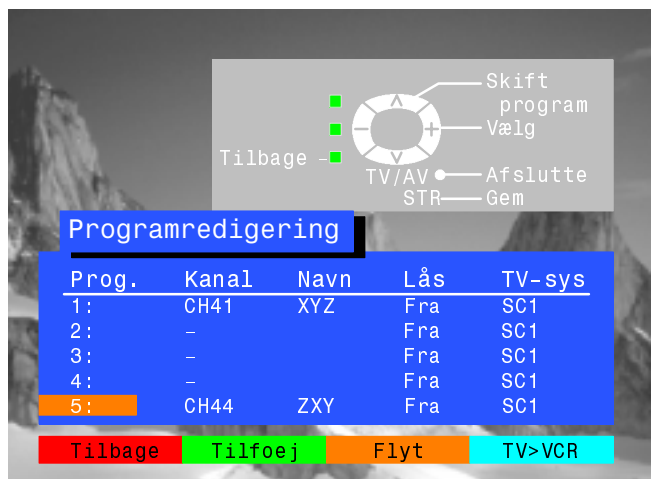 Skift
program
Vælg
Tilbage
TV/AV Afslutte
STR Gem
Programredigering
Prog. Kanal Navn Lås TV-sys
1: CH41 XYZ Fra SC1
2: – Fra SC1
3: – Fra SC1
4: – Fra SC1
5: CH44 ZXY Fra SC1
Tilbage Tilfoej Flyt TV>VCR